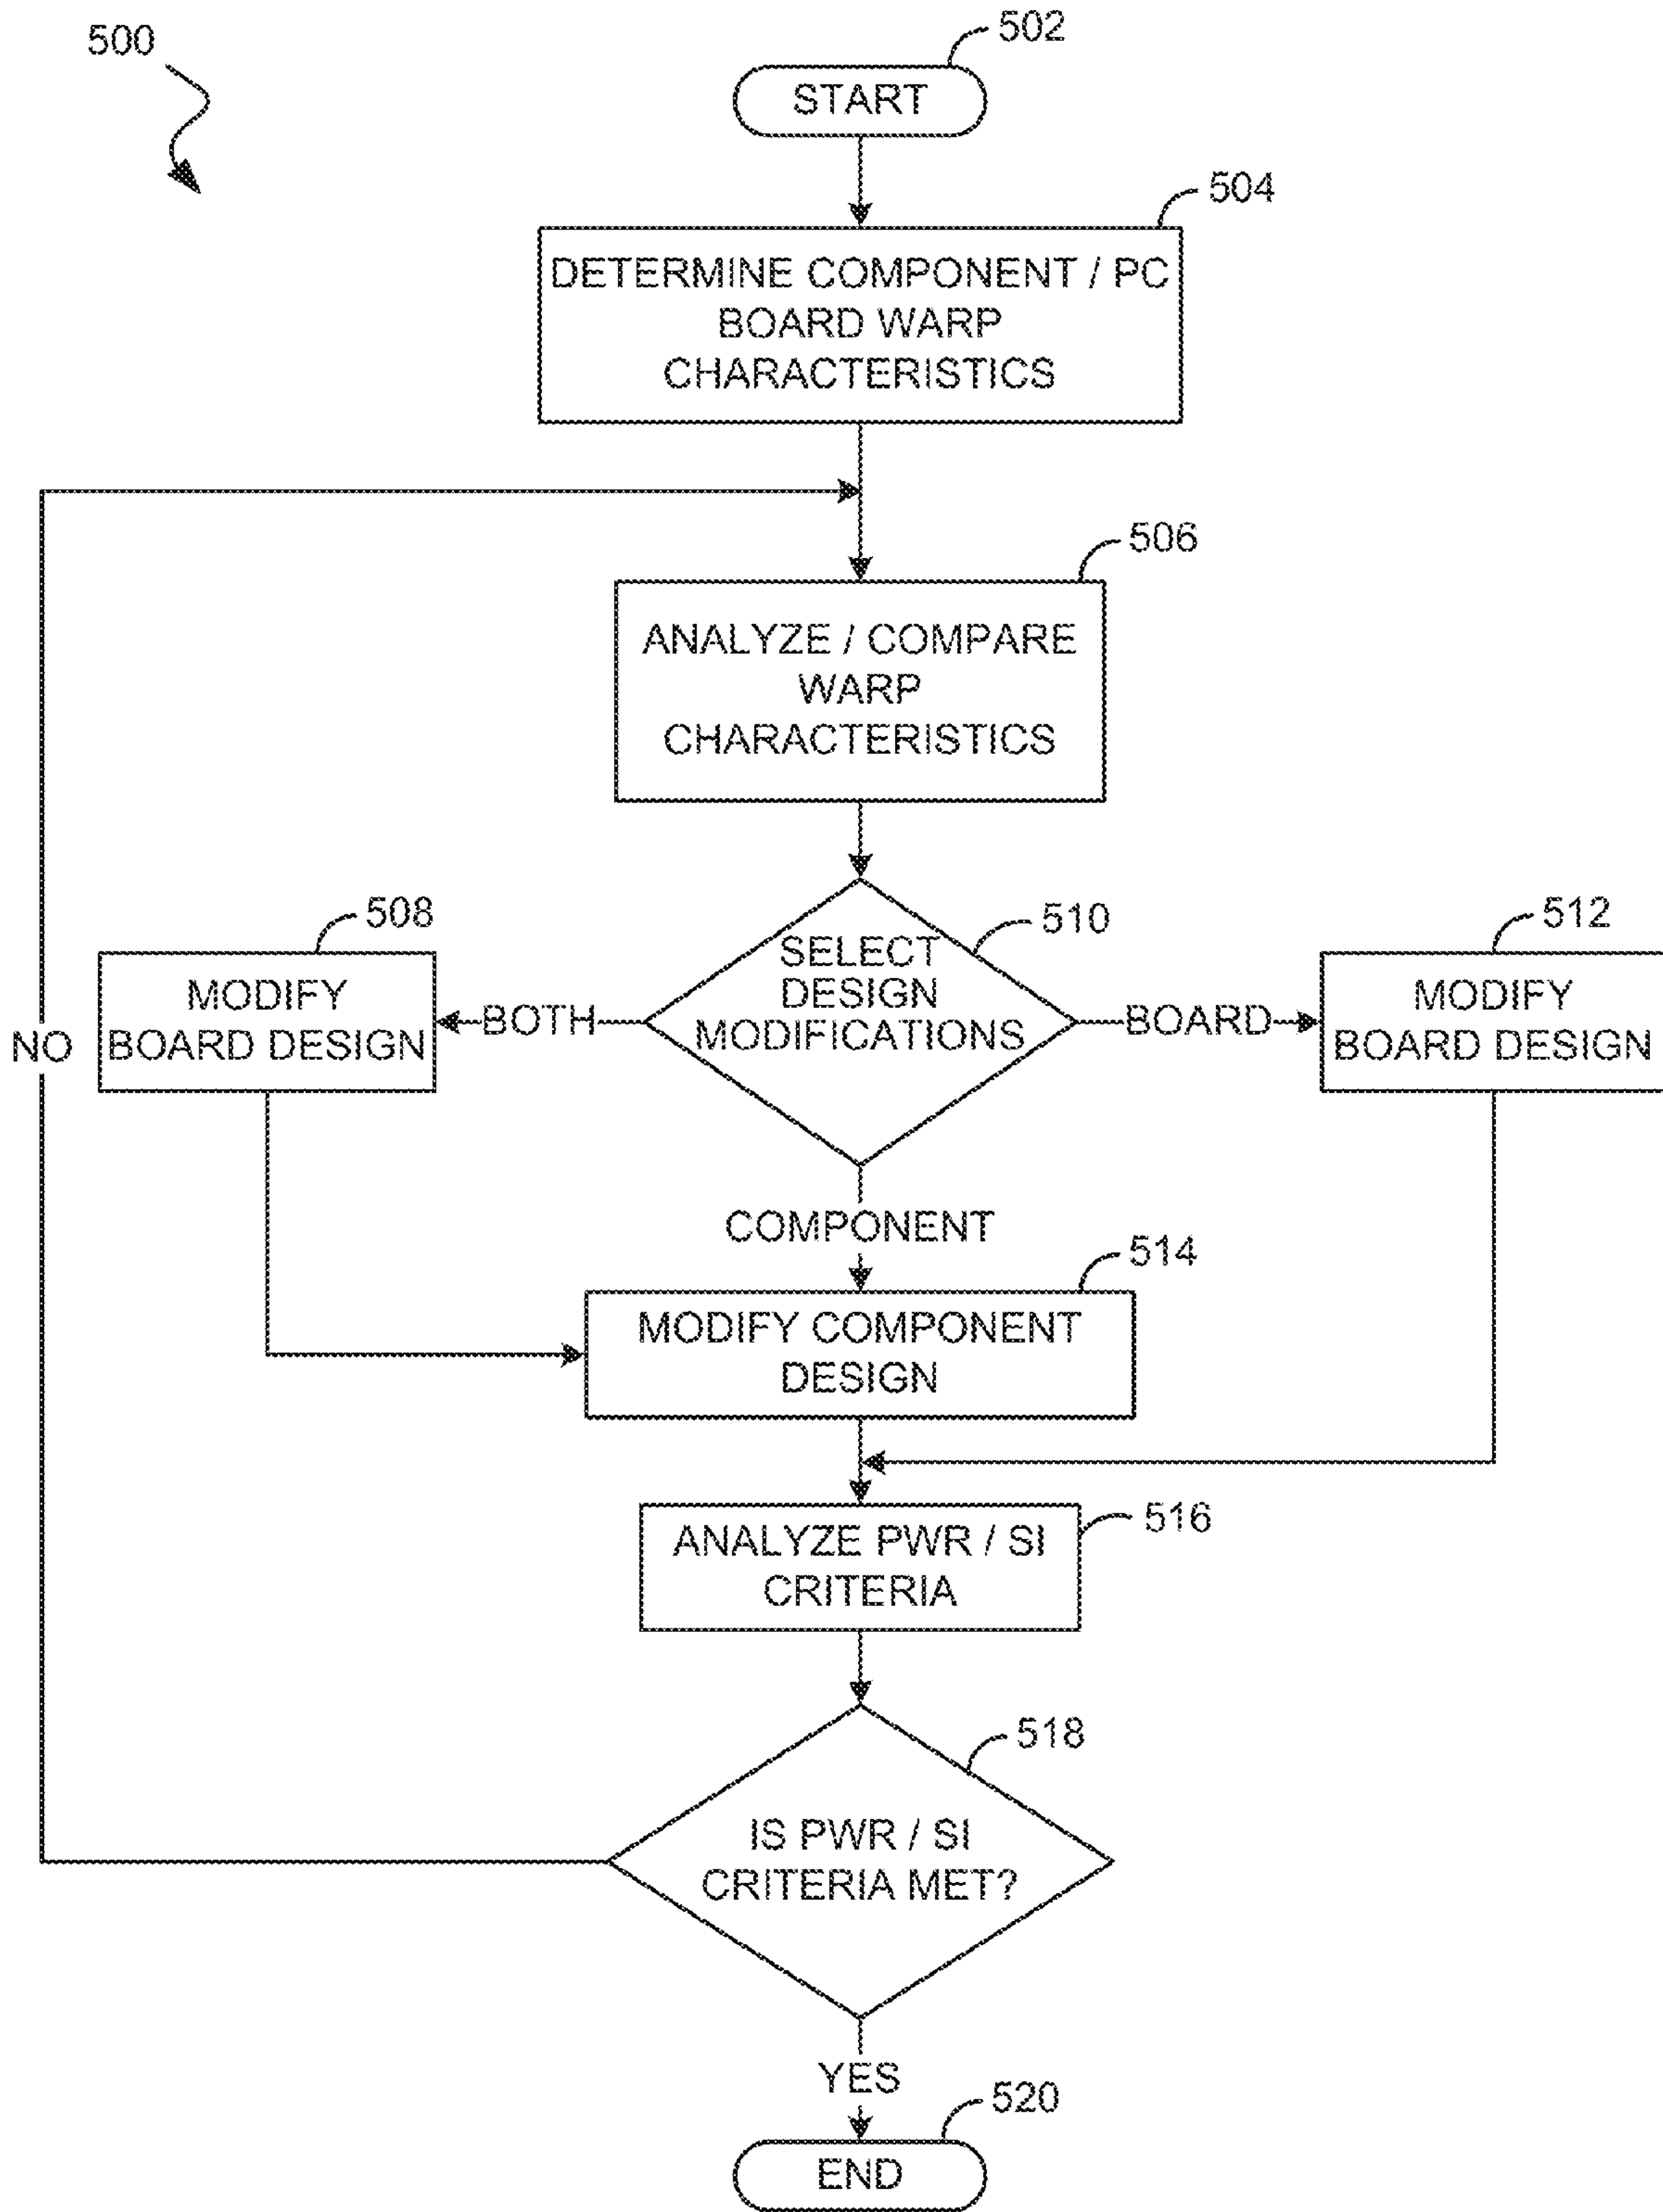 500
502
START
504
DETERMINE COMPONENT / PC
BOARD WARP
CHARACTERISTICS
506
ANALYZE / COMPARE
WARP
CHARACTERISTICS
508
MODIFY
BOARD DESIGN
BOTH
510
SELECT
DESIGN
MODIFICATIONS
BOARD
512
MODIFY
BOARD DESIGN
NO
COMPONENT
514
MODIFY COMPONENT
DESIGN
516
ANALYZE PWR / SI
CRITERIA
518
IS PWR / SI
CRITERIA MET?
YES
520
END